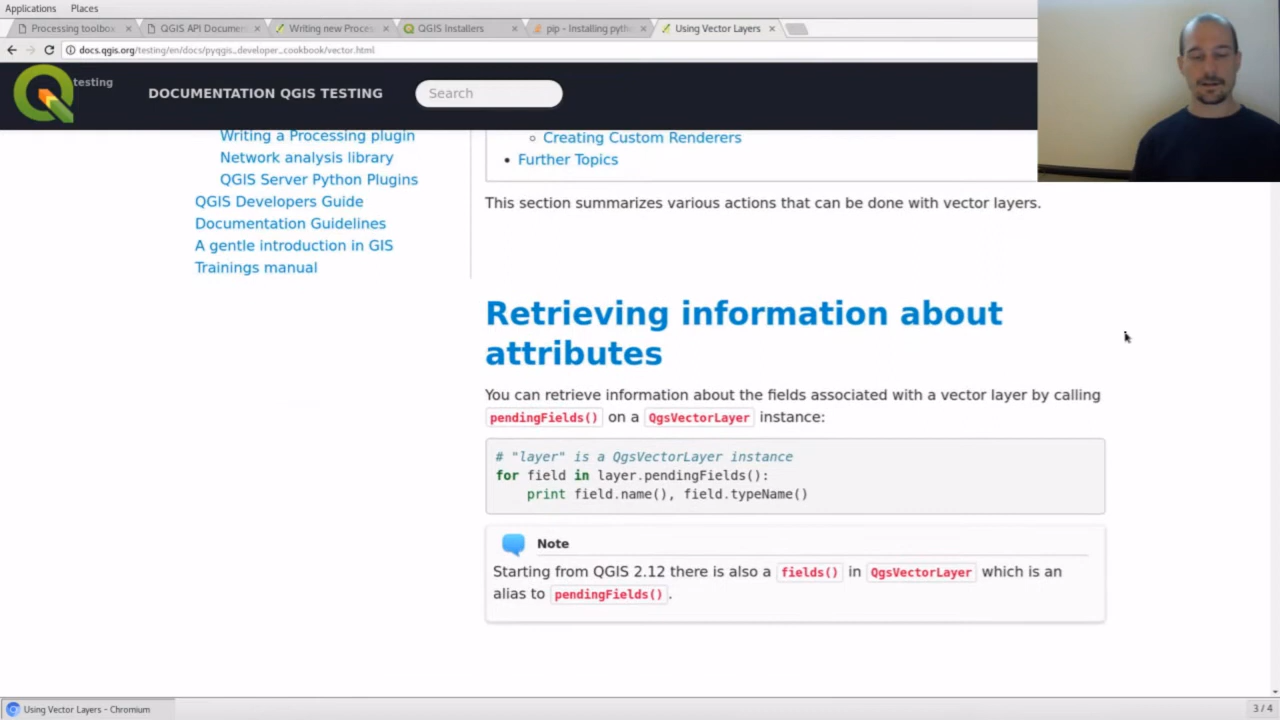 Applications Places
Processing toolbox
QGIS API Documen
Writing new Proces
QGIS Installers
pip - Installing pyth
Using Vector Layers
docs.qgis.org/testing/en/docs/pyqgis_developer_cookbook/vector.html
testing
DOCUMENTATION QGIS TESTING
Search
Writing a Processing plugin
Network analysis library
QGIS Server Python Plugins
QGIS Developers Guide
Documentation Guidelines
A gentle introduction in GIS
Trainings manual
Creating Custom Renderers
Further Topics
This section summarizes various actions that can be done with vector layers.
Retrieving information about
attributes
You can retrieve information about the fields associated with a vector layer by calling
pendingFields() on a QgsVectorLayer instance:
# "layer" is a QgsVectorLayer instance
for field in layer.pendingFields():
print field.name(), field.typeName()
Note
Starting from QGIS 2.12 there is also a fields() in QgsVectorLayer which is an
alias to pendingFields().
Using Vector Layers - Chromium
3 / 4